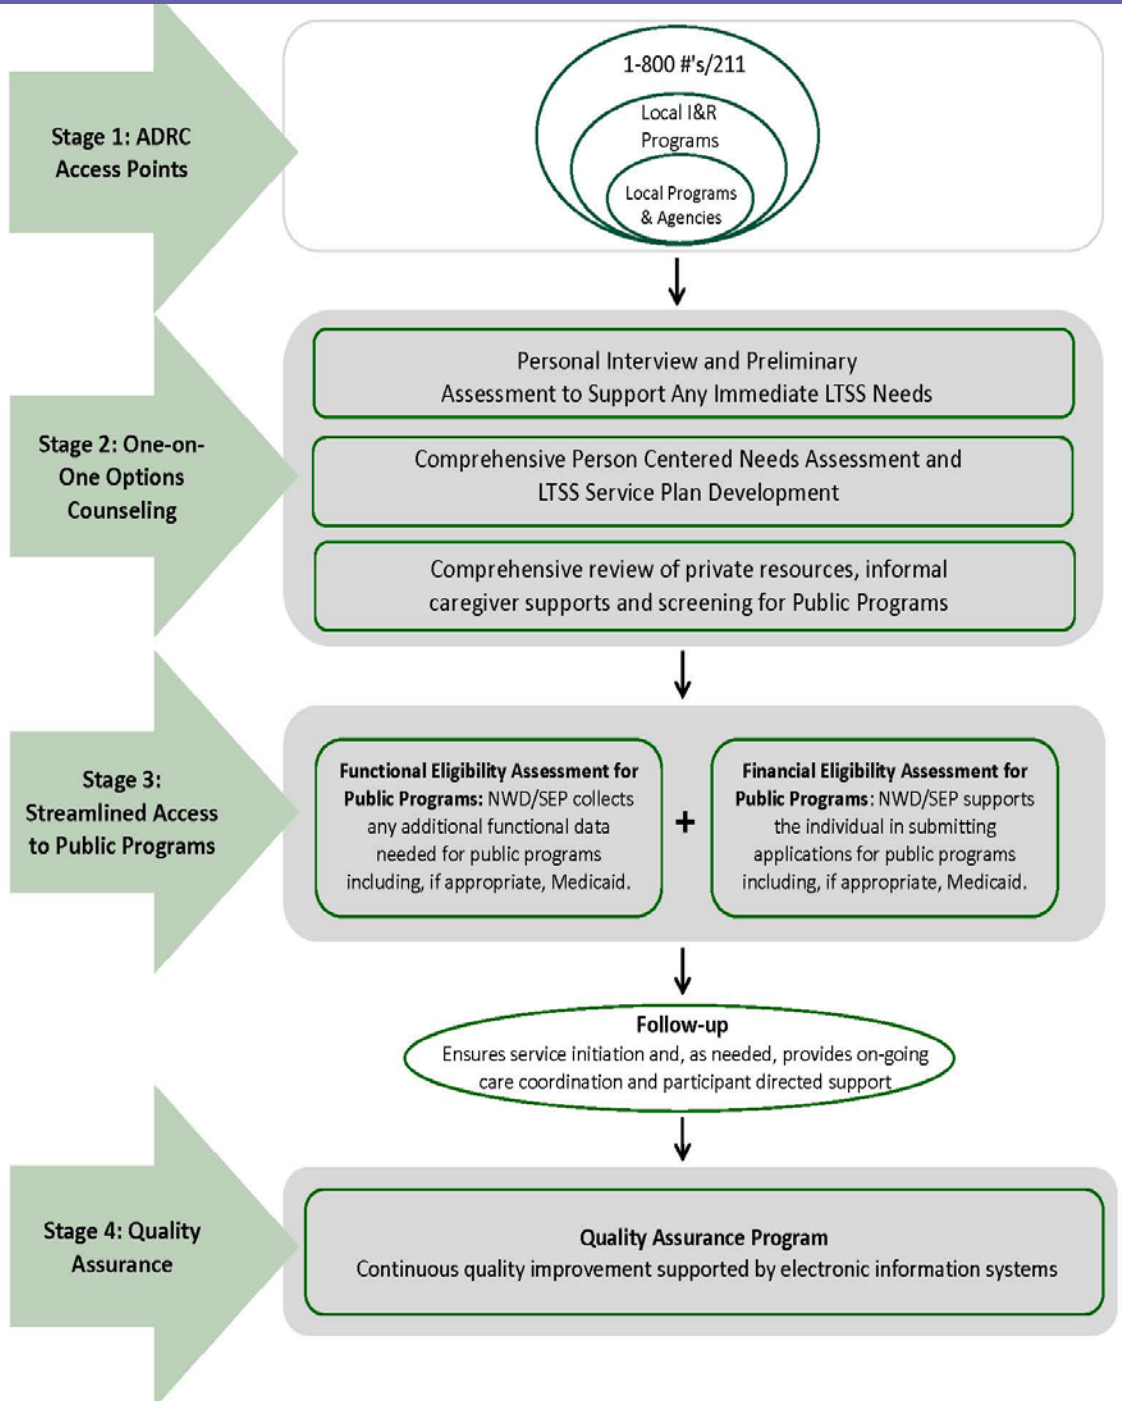 Stage 1: ADRC
Access Points
1-800 #'s/211
Local I&R
Programs
Local Programs
& Agencies
Stage 2: One-on-
One Options
Counseling
Personal Interview and Preliminary
Assessment to Support Any Immediate LTSS Needs
Comprehensive Person Centered Needs Assessment and
LTSS Service Plan Development
Comprehensive review of private resources, informal
caregiver supports and screening for Public Programs
Stage 3:
Streamlined Access
to Public Programs
Functional Eligibility Assessment for
Public Programs: NWD/SEP collects
any additional functional data
needed for public programs
including, if appropriate, Medicaid.
+
Financial Eligibility Assessment for
Public Programs: NWD/SEP supports
the individual in submitting
applications for public programs
including, if appropriate, Medicaid.
Follow-up
Ensures service initiation and, as needed, provides on-going
care coordination and participant directed support
Stage 4: Quality
Assurance
Quality Assurance Program
Continuous quality improvement supported by electronic information systems